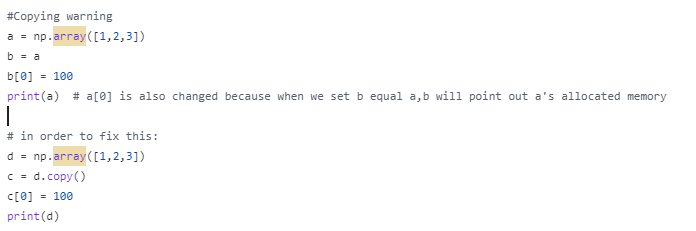 #Copying warning
a = np.array([1,2,3])
b = a
b[0] = 100
print(a)  # a[0] is also changed because when we set b equal a,b will point out a's allocated memory
# in order to fix this:
d = np.array([1,2,3])
c = d.copy()
c[0] = 100
print(d)